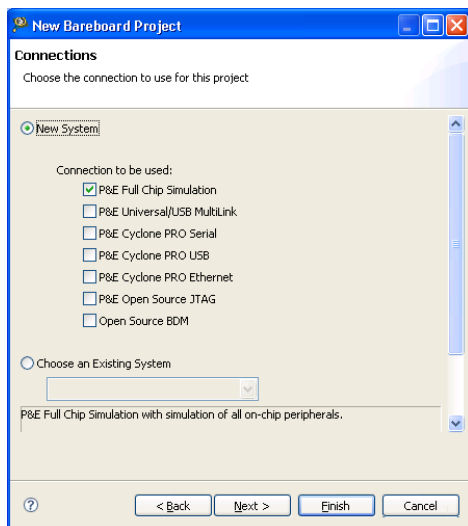 New Bareboard Project
Connections
Choose the connection to use for this project
New System
Connection to be used:
P&E Full Chip Simulation
P&E Universal/USB MultiLink
P&E Cyclone PRO Serial
P&E Cyclone PRO USB
P&E Cyclone PRO Ethernet
P&E Open Source JTAG
Open Source BDM
Choose an Existing System
P&E Full Chip Simulation with simulation of all on-chip peripherals.
? < Back Next > Finish Cancel